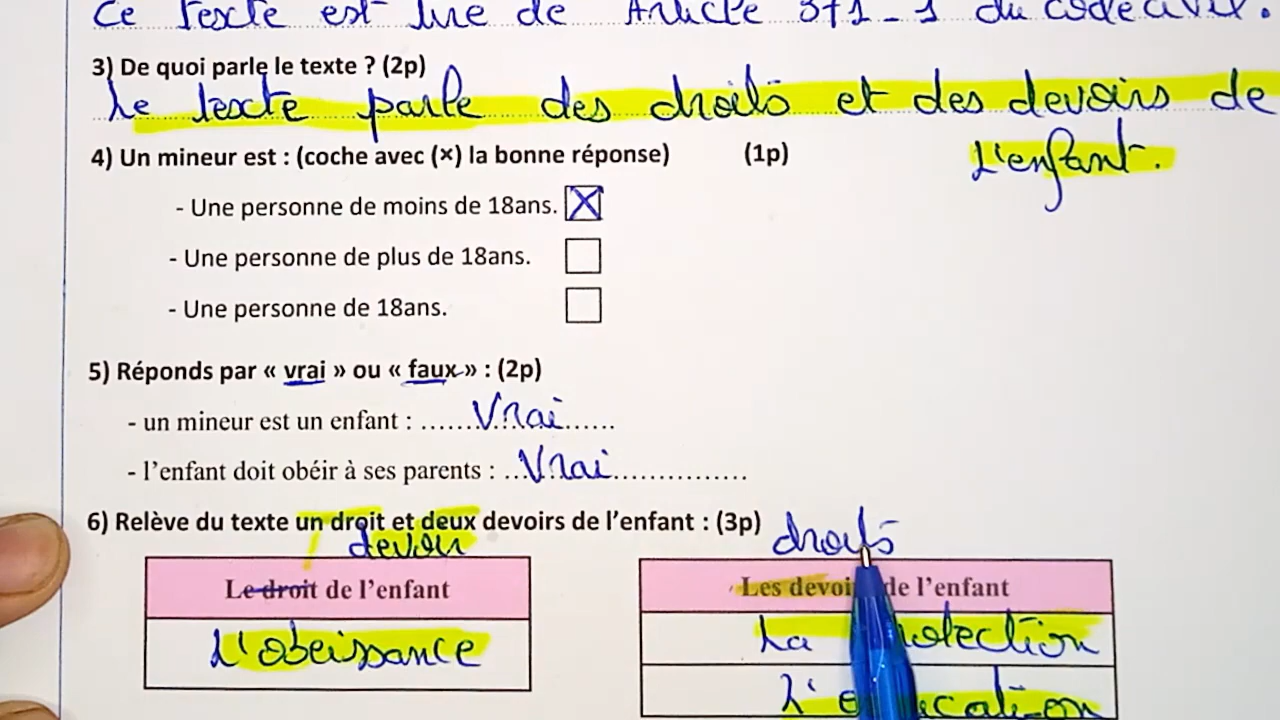 Ce texte est tire de Article 371-1 du code civil.
3) De quoi parle le texte ? (2p)
Le texte parle des droits et des devoirs de
L'enfant.
4) Un mineur est : (coche avec (×) la bonne réponse) (1p)
- Une personne de moins de 18ans. X
- Une personne de plus de 18ans.
- Une personne de 18ans.
5) Réponds par « vrai » ou « faux » : (2p)
- un mineur est un enfant : ......Vrai......
- l'enfant doit obéir à ses parents : ...Vrai...............
6) Relève du texte un droit et deux devoirs de l'enfant : (3p)
devoir
droits
Le droit de l'enfant
Les devoi de l'enfant
L'obeissance
La